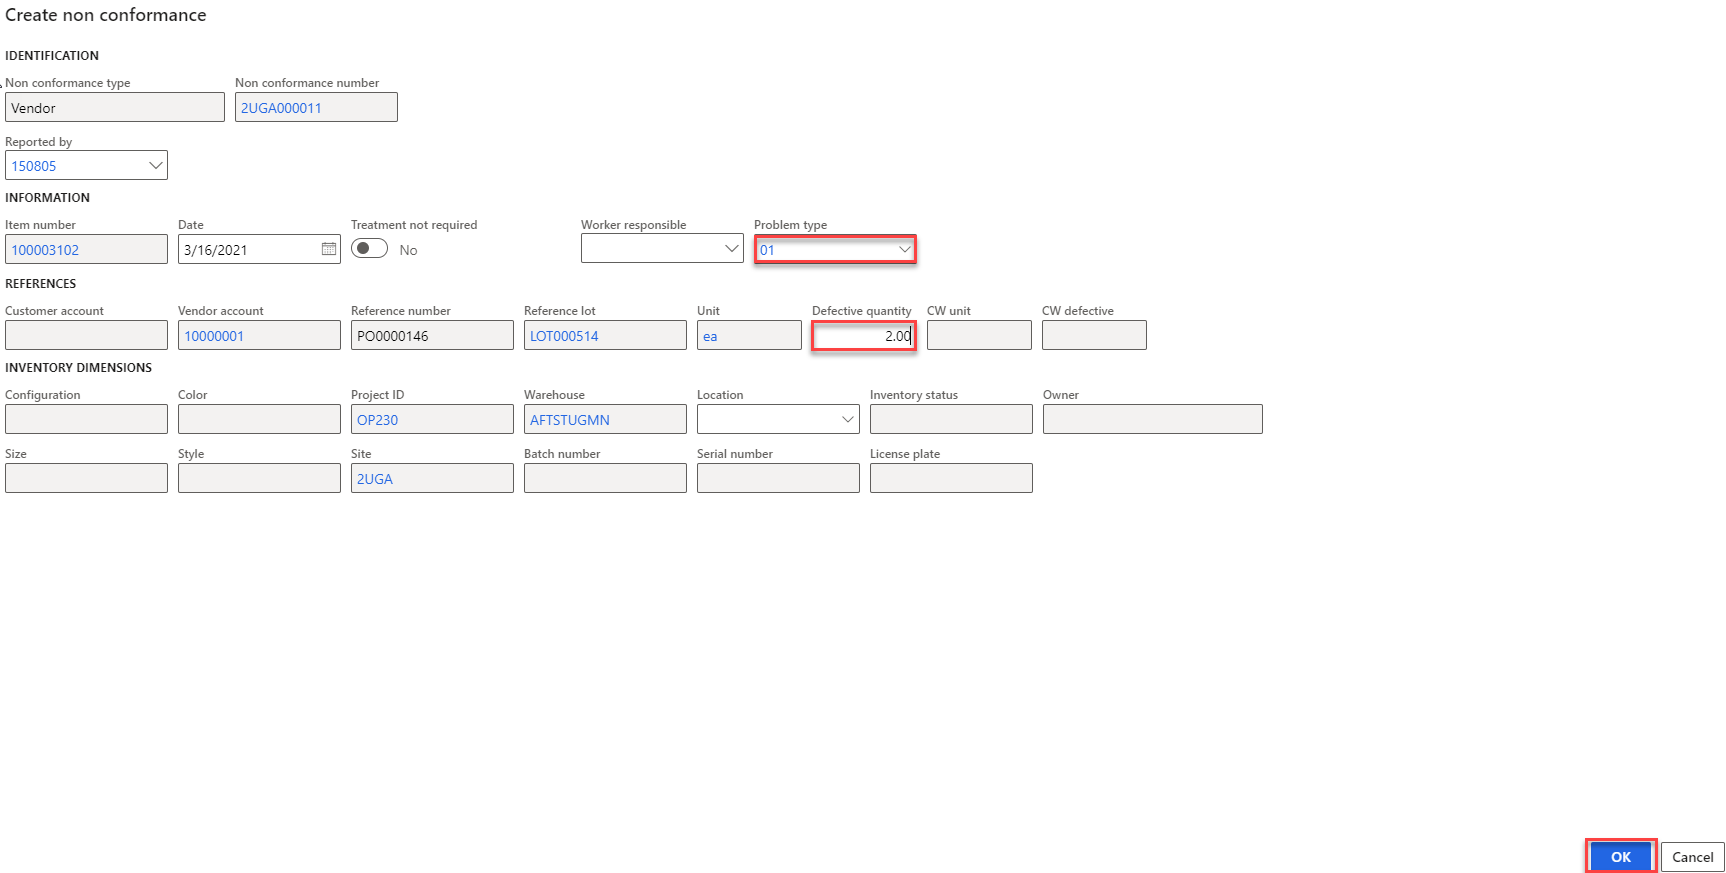 Create non conformance
IDENTIFICATION
Non conformance type Non conformance number
Vendor 2UGA000011
Reported by
150805
INFORMATION
Item number Date Treatment not required Worker responsible Problem type
100003102 3/16/2021 No 01
REFERENCES
Customer account Vendor account Reference number Reference lot Unit Defective quantity CW unit CW defective
10000001 PO0000146 LOT000514 ea 2.00
INVENTORY DIMENSIONS
Configuration Color Project ID Warehouse Location Inventory status Owner
OP230 AFTSTUGMN
Size Style Site Batch number Serial number License plate
2UGA
OK Cancel